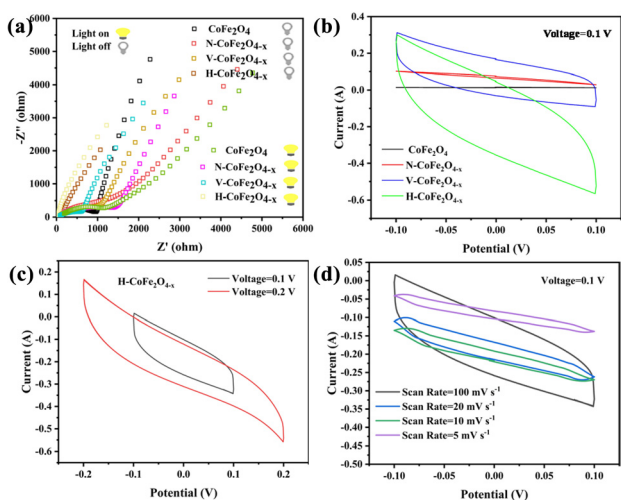 (a)
Light on
Light off
CoFe2O4
N-CoFe2O4-x
V-CoFe2O4-x
H-CoFe2O4-x
CoFe2O4
N-CoFe2O4-x
V-CoFe2O4-x
H-CoFe2O4-x
-Z'' (ohm)
6000
5000
4000
3000
2000
1000
0
0 1000 2000 3000 4000 5000 6000
Z' (ohm)
(b)
Voltage=0.1 V
Current (A)
0.4
0.2
0.0
-0.2
-0.4
-0.6
CoFe2O4
N-CoFe2O4-x
V-CoFe2O4-x
H-CoFe2O4-x
-0.10 -0.05 0.00 0.05 0.10
Potential (V)
(c)
H-CoFe2O4-x
Voltage=0.1 V
Voltage=0.2 V
Current (A)
0.2
0.1
0.0
-0.1
-0.2
-0.3
-0.4
-0.5
-0.6
-0.2 -0.1 0.0 0.1 0.2
Potential (V)
(d)
Voltage=0.1 V
Current (A)
0.05
0.00
-0.05
-0.10
-0.15
-0.20
-0.25
-0.30
-0.35
-0.40
-0.45
-0.50
Scan Rate=100 mV s-1
Scan Rate=20 mV s-1
Scan Rate=10 mV s-1
Scan Rate=5 mV s-1
-0.10 -0.05 0.00 0.05 0.10
Potential (V)